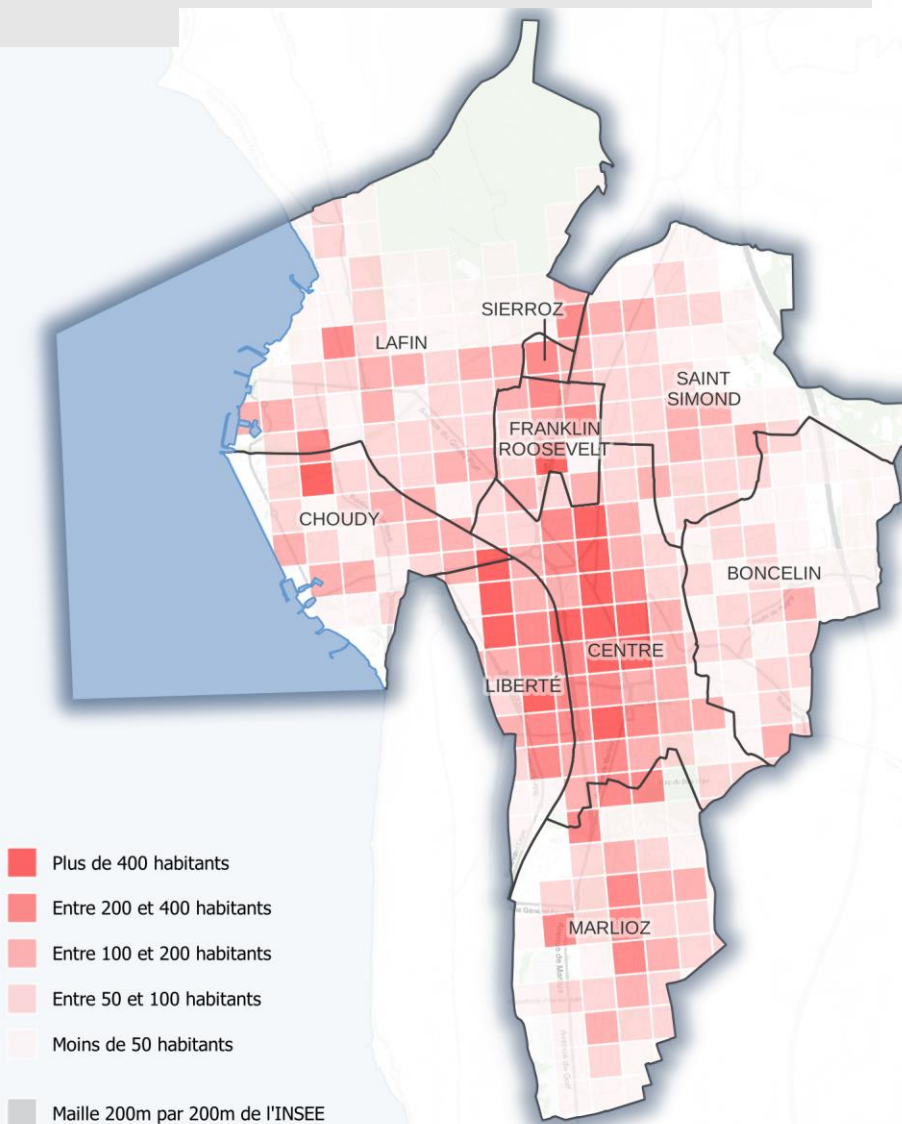 SIERROZ
LAFIN
SAINT
SIMOND
FRANKLIN
ROOSEVELT
CHOUDY
BONCELIN
CENTRE
LIBERTÉ
MARLIOZ
Plus de 400 habitants
Entre 200 et 400 habitants
Entre 100 et 200 habitants
Entre 50 et 100 habitants
Moins de 50 habitants
Maille 200m par 200m de l'INSEE